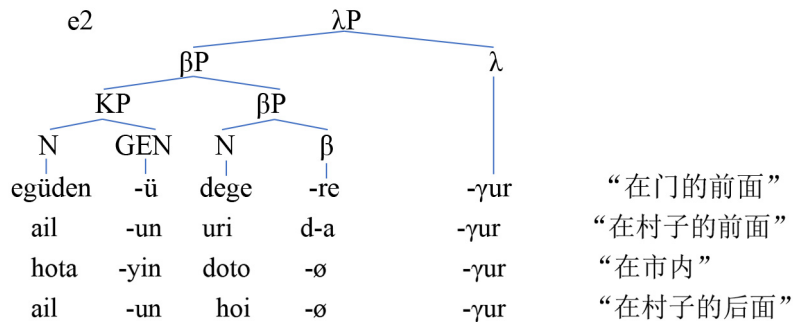 e2 λP
βP λ
KP βP
N GEN N β
egüden -ü dege -re -γur “在门的前面”
ail -un uri d-a -γur “在村子的前面”
hota -yin doto -ø -γur “在市内”
ail -un hoi -ø -γur “在村子的后面”